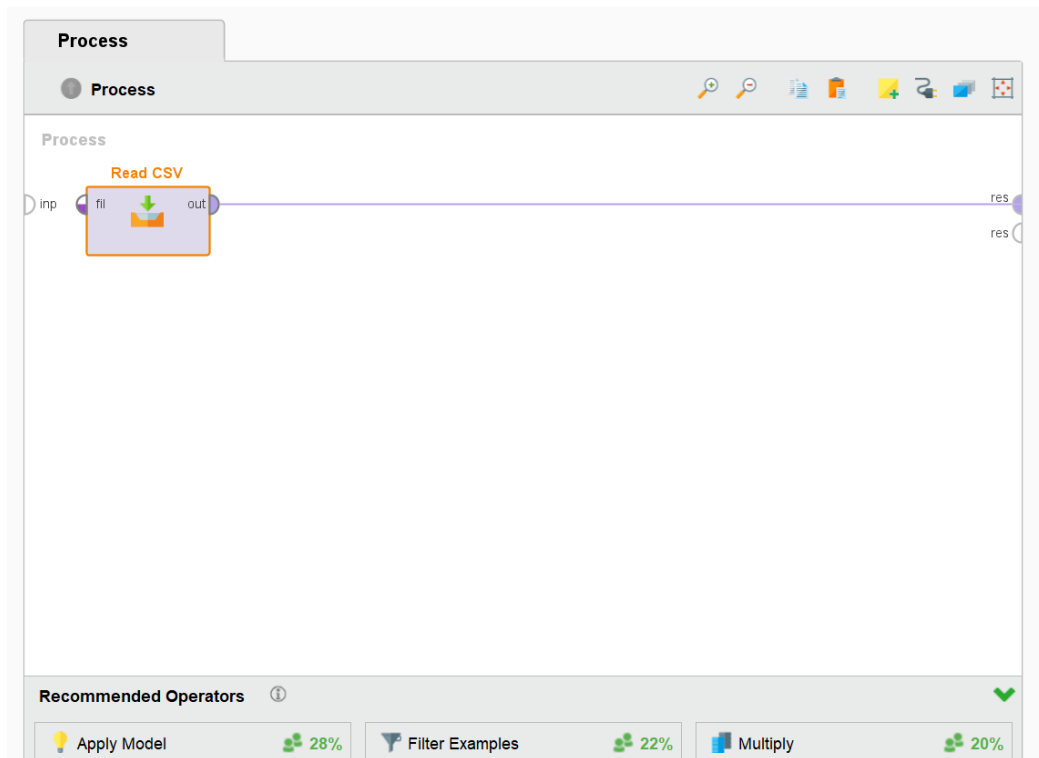 Process
Process
Process
Read CSV
inp fil out res
res
Recommended Operators
Apply Model 28% Filter Examples 22% Multiply 20%